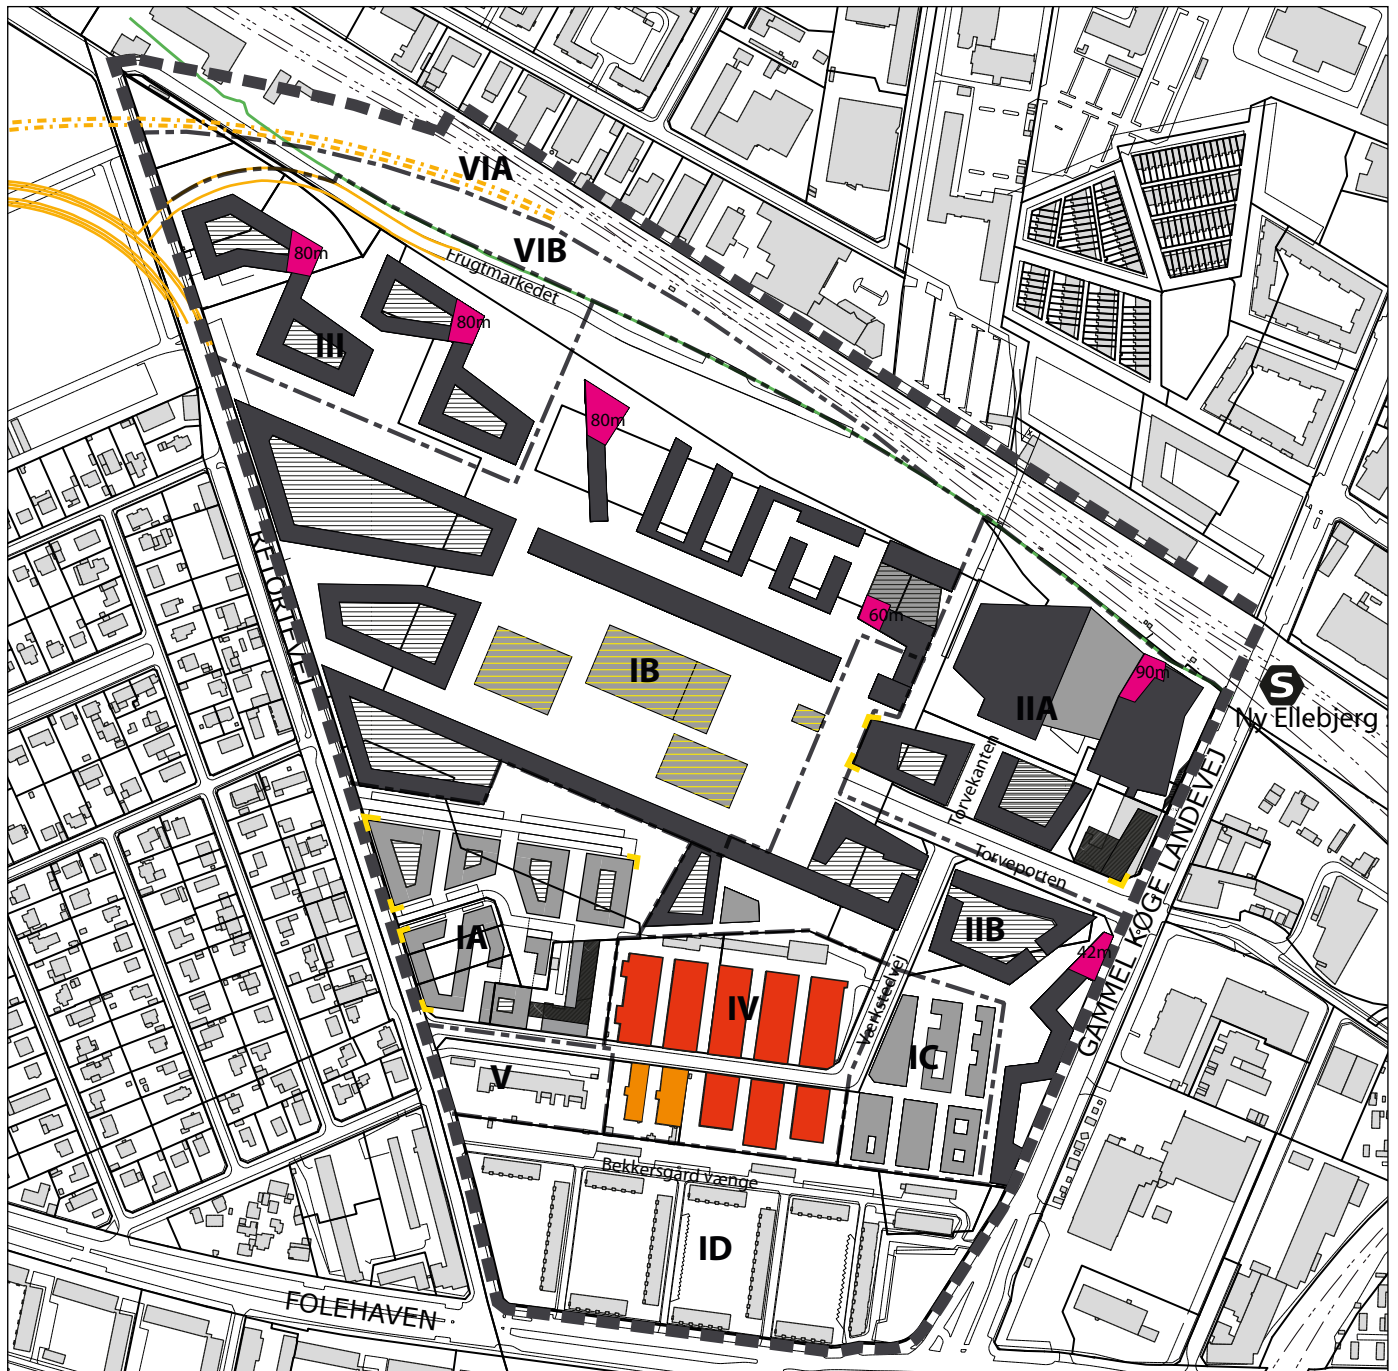 VIA
VIB
Frugtmarkedet
80m
80m
III
80m
RETORTVEJ
60m
IB
90m
S
Ny Ellebjerg
IIA
Torvekanten
Torveporten
GAMMEL KØGE LANDEVEJ
IIB
42m
IA
Værkstedvej
IV
IC
V
Bekkersgård Vænge
ID
FOLEHAVEN